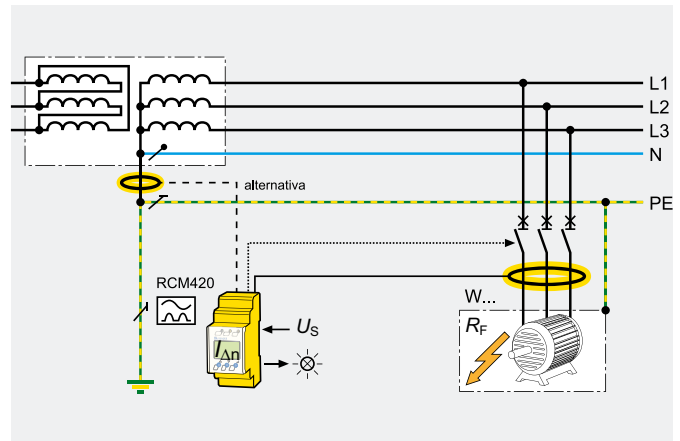 L1
L2
L3
N
alternativa
PE
RCM420
W...
U_S
R_F
I_Δn